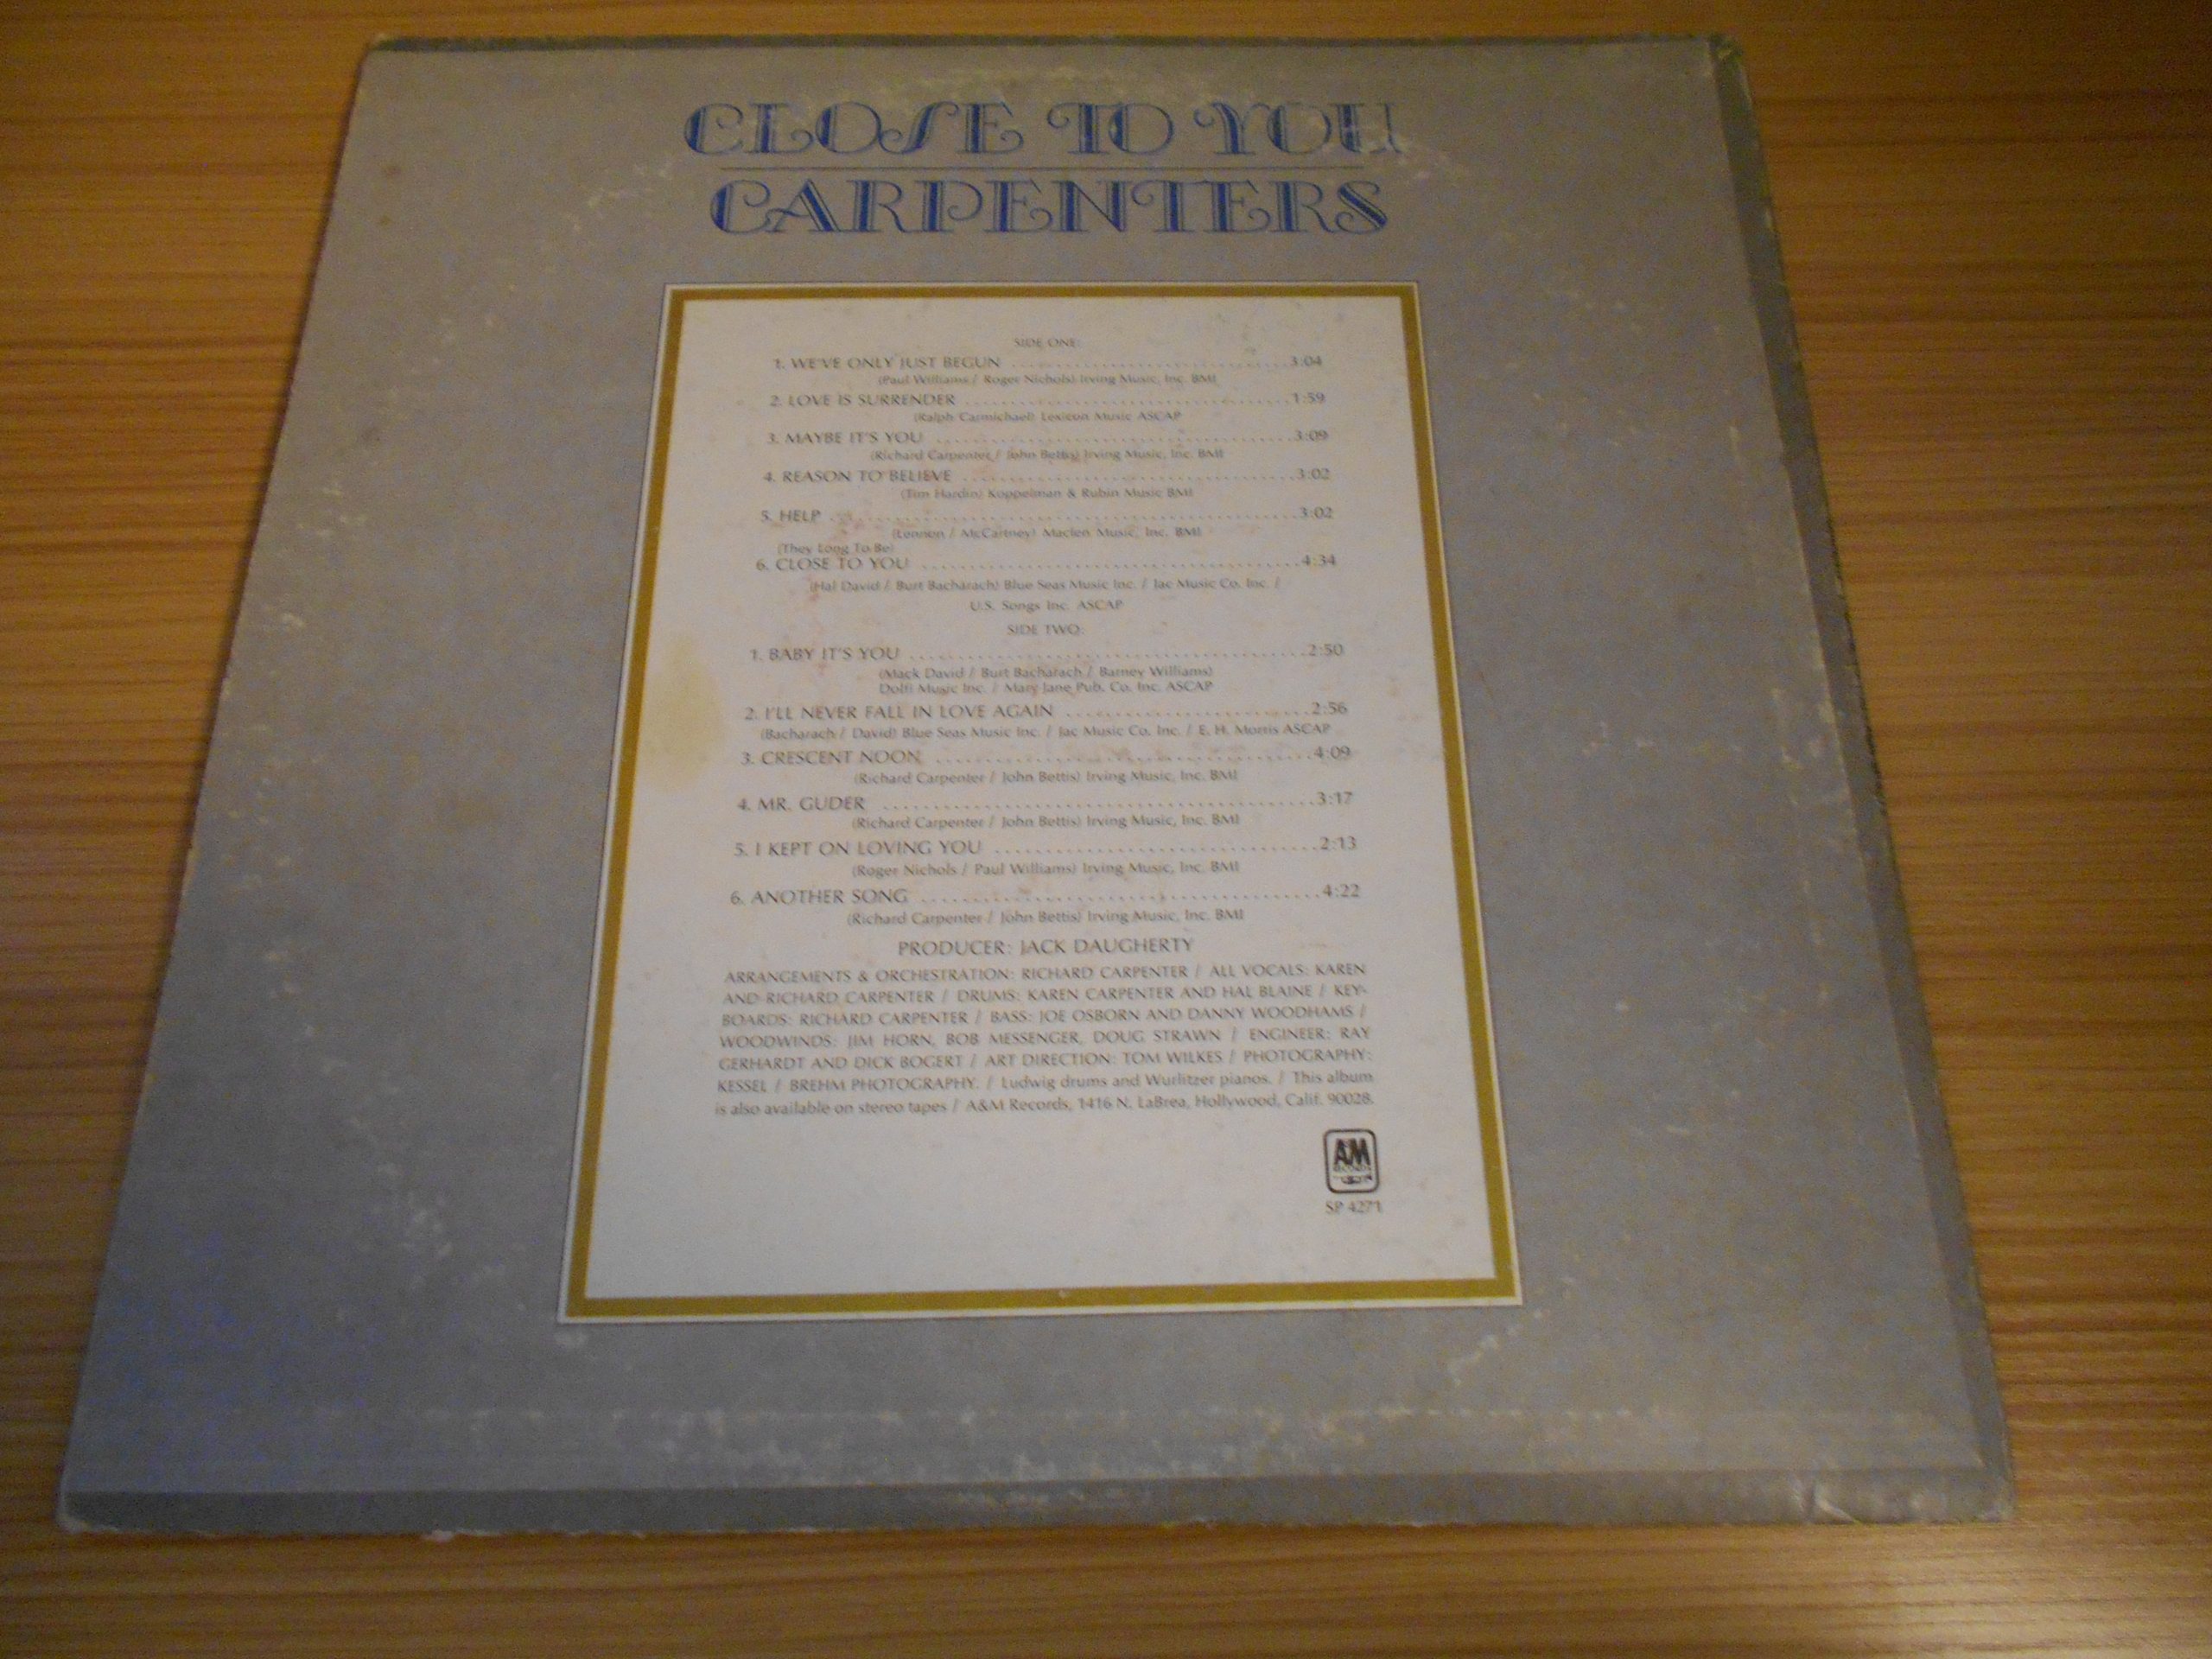 CLOSE TO YOU
CARPENTERS
SIDE ONE:
1. WE'VE ONLY JUST BEGUN ..............................3:04
(Paul Williams / Roger Nichols) Irving Music, Inc. BMI
2. LOVE IS SURRENDER ...................................1:59
(Ralph Carmichael) Lexicon Music ASCAP
3. MAYBE IT'S YOU ......................................3:09
(Richard Carpenter / John Bettis) Irving Music, Inc. BMI
4. REASON TO BELIEVE ...................................3:02
(Tim Hardin) Koppelman & Rubin Music BMI
5. HELP ................................................3:02
(Lennon / McCartney) Maclen Music, Inc. BMI
(They Long To Be)
6. CLOSE TO YOU ........................................4:34
(Hal David / Burt Bacharach) Blue Seas Music Inc. / Jac Music Co. Inc. /
U.S. Songs Inc. ASCAP
SIDE TWO:
1. BABY IT'S YOU .......................................2:50
(Mack David / Burt Bacharach / Barney Williams)
Dolfi Music Inc. / Mary Jane Pub. Co. Inc. ASCAP
2. I'LL NEVER FALL IN LOVE AGAIN .........................2:56
(Bacharach / David) Blue Seas Music Inc. / Jac Music Co. Inc. / E. H. Morris ASCAP
3. CRESCENT NOON .......................................4:09
(Richard Carpenter / John Bettis) Irving Music, Inc. BMI
4. MR. GUDER ...........................................3:17
(Richard Carpenter / John Bettis) Irving Music, Inc. BMI
5. I KEPT ON LOVING YOU ................................2:13
(Roger Nichols / Paul Williams) Irving Music, Inc. BMI
6. ANOTHER SONG ........................................4:22
(Richard Carpenter / John Bettis) Irving Music, Inc. BMI
PRODUCER: JACK DAUGHERTY
ARRANGEMENTS & ORCHESTRATION: RICHARD CARPENTER / ALL VOCALS: KAREN
AND RICHARD CARPENTER / DRUMS: KAREN CARPENTER AND HAL BLAINE / KEY-
BOARDS: RICHARD CARPENTER / BASS: JOE OSBORN AND DANNY WOODHAMS /
WOODWINDS: JIM HORN, BOB MESSENGER, DOUG STRAWN / ENGINEER: RAY
GERHARDT AND DICK BOGERT / ART DIRECTION: TOM WILKES / PHOTOGRAPHY:
KESSEL / BREHM PHOTOGRAPHY. / Ludwig drums and Wurlitzer pianos. / This album
is also available on stereo tapes / A&M Records, 1416 N. LaBrea, Hollywood, Calif. 90028.
A&M
RECORDS
SP 4271